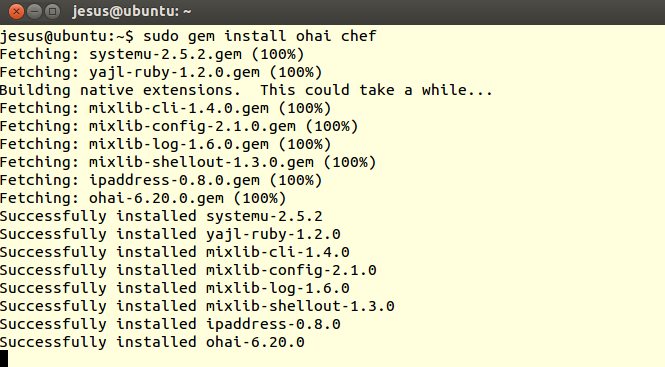 jesus@ubuntu: ~
jesus@ubuntu:~$ sudo gem install ohai chef
Fetching: systemu-2.5.2.gem (100%)
Fetching: yajl-ruby-1.2.0.gem (100%)
Building native extensions.  This could take a while...
Fetching: mixlib-cli-1.4.0.gem (100%)
Fetching: mixlib-config-2.1.0.gem (100%)
Fetching: mixlib-log-1.6.0.gem (100%)
Fetching: mixlib-shellout-1.3.0.gem (100%)
Fetching: ipaddress-0.8.0.gem (100%)
Fetching: ohai-6.20.0.gem (100%)
Successfully installed systemu-2.5.2
Successfully installed yajl-ruby-1.2.0
Successfully installed mixlib-cli-1.4.0
Successfully installed mixlib-config-2.1.0
Successfully installed mixlib-log-1.6.0
Successfully installed mixlib-shellout-1.3.0
Successfully installed ipaddress-0.8.0
Successfully installed ohai-6.20.0